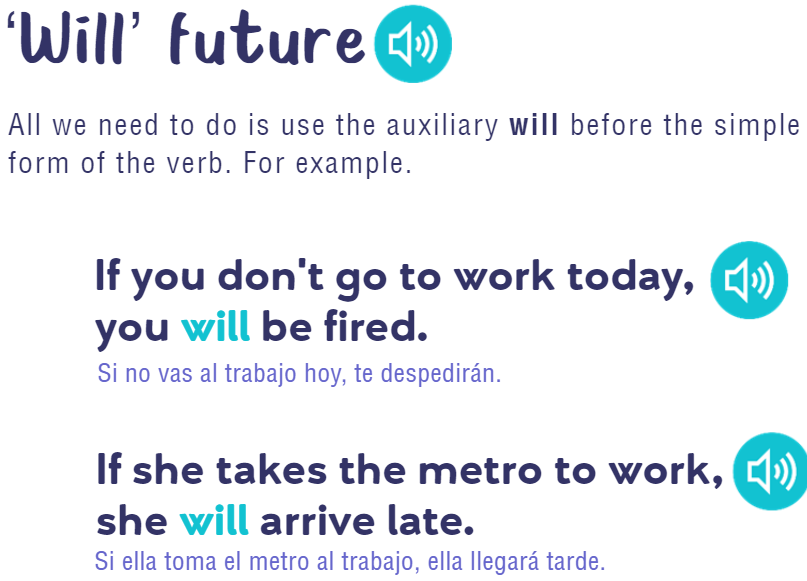 ‘Will’ future
All we need to do is use the auxiliary will before the simple
form of the verb. For example.
If you don't go to work today,
you will be fired.
Si no vas al trabajo hoy, te despedirán.
If she takes the metro to work,
she will arrive late.
Si ella toma el metro al trabajo, ella llegará tarde.